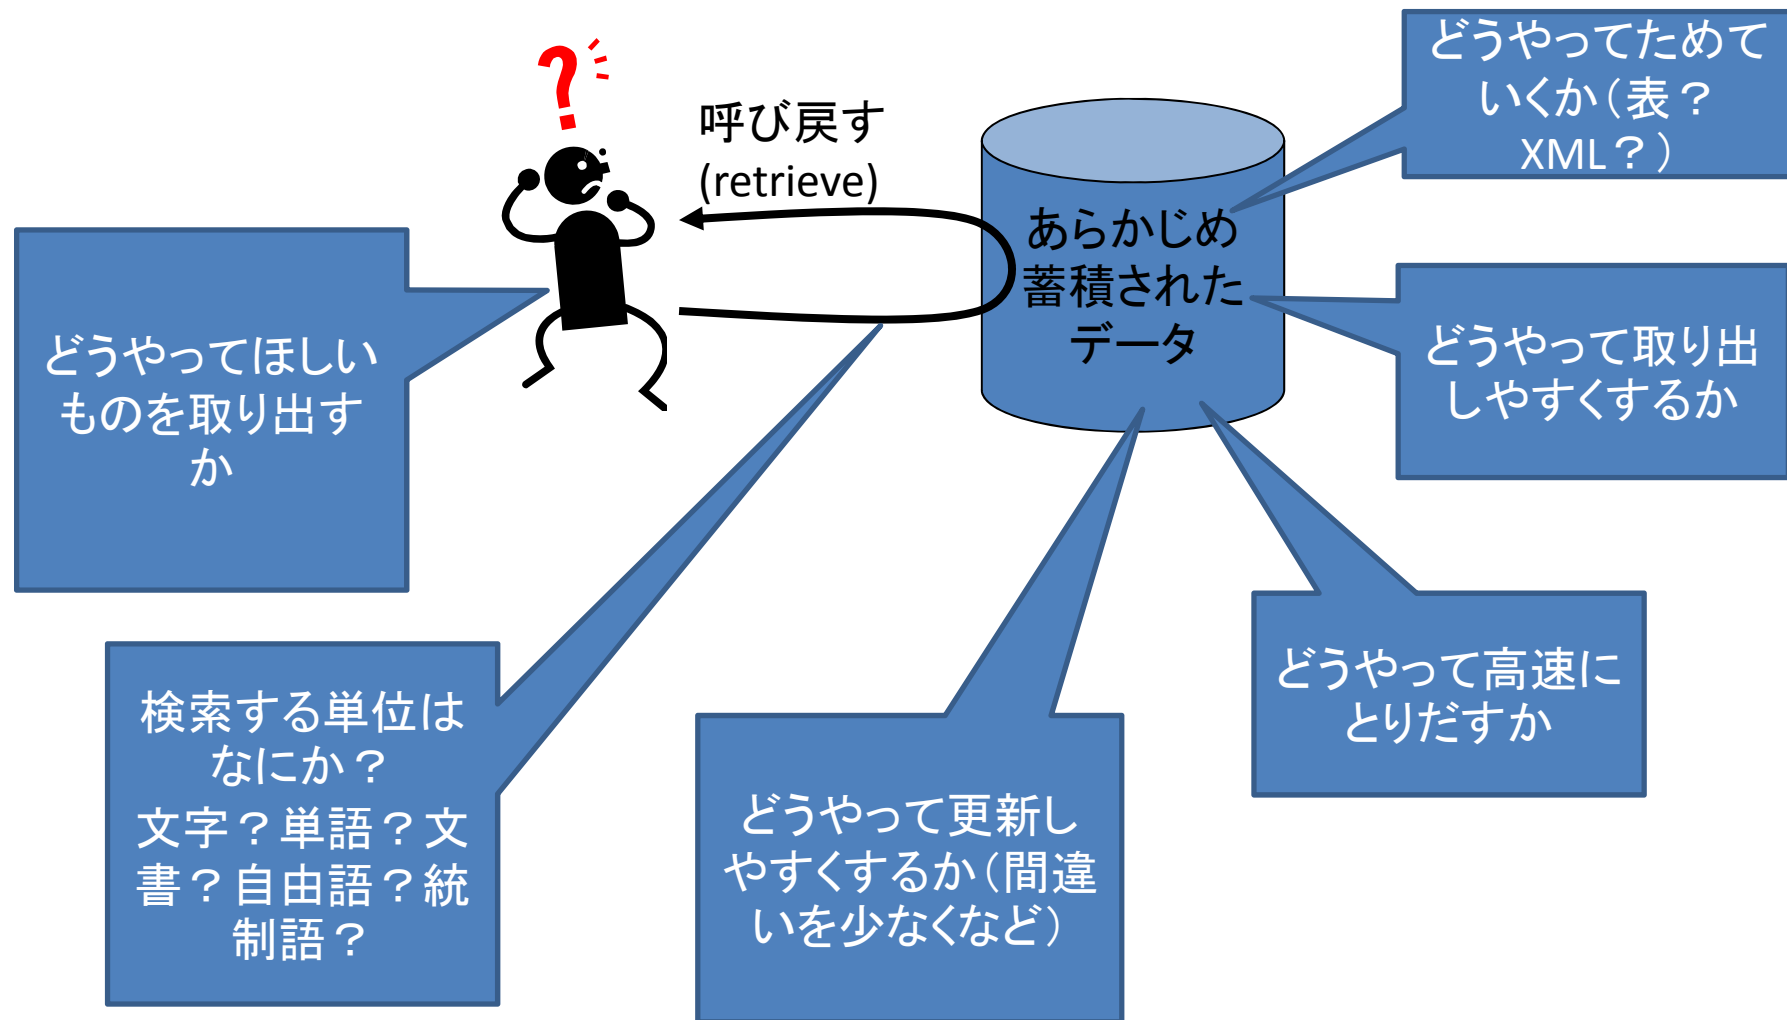 呼び戻す
(retrieve)
あらかじめ
蓄積された
データ
どうやってためて
いくか（表？
XML？）
どうやって取り出
しやすくするか
どうやってほしい
ものを取り出す
か
検索する単位は
なにか？
文字？単語？文
書？自由語？統
制語？
どうやって更新し
やすくするか（間違
いを少なくなど）
どうやって高速に
とりだすか